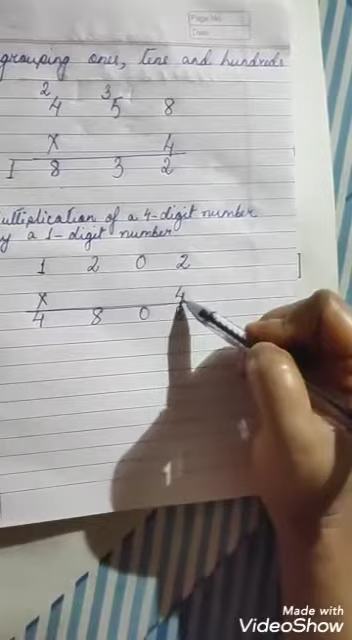 Page No.
Date
grouping ones, tens and hundreds
2 3
4 5 8
X 4
1 8 3 2
ultiplication of a 4-digit number
y a 1-digit number
1 2 0 2
X 4
4 8 0
Made with
VideoShow